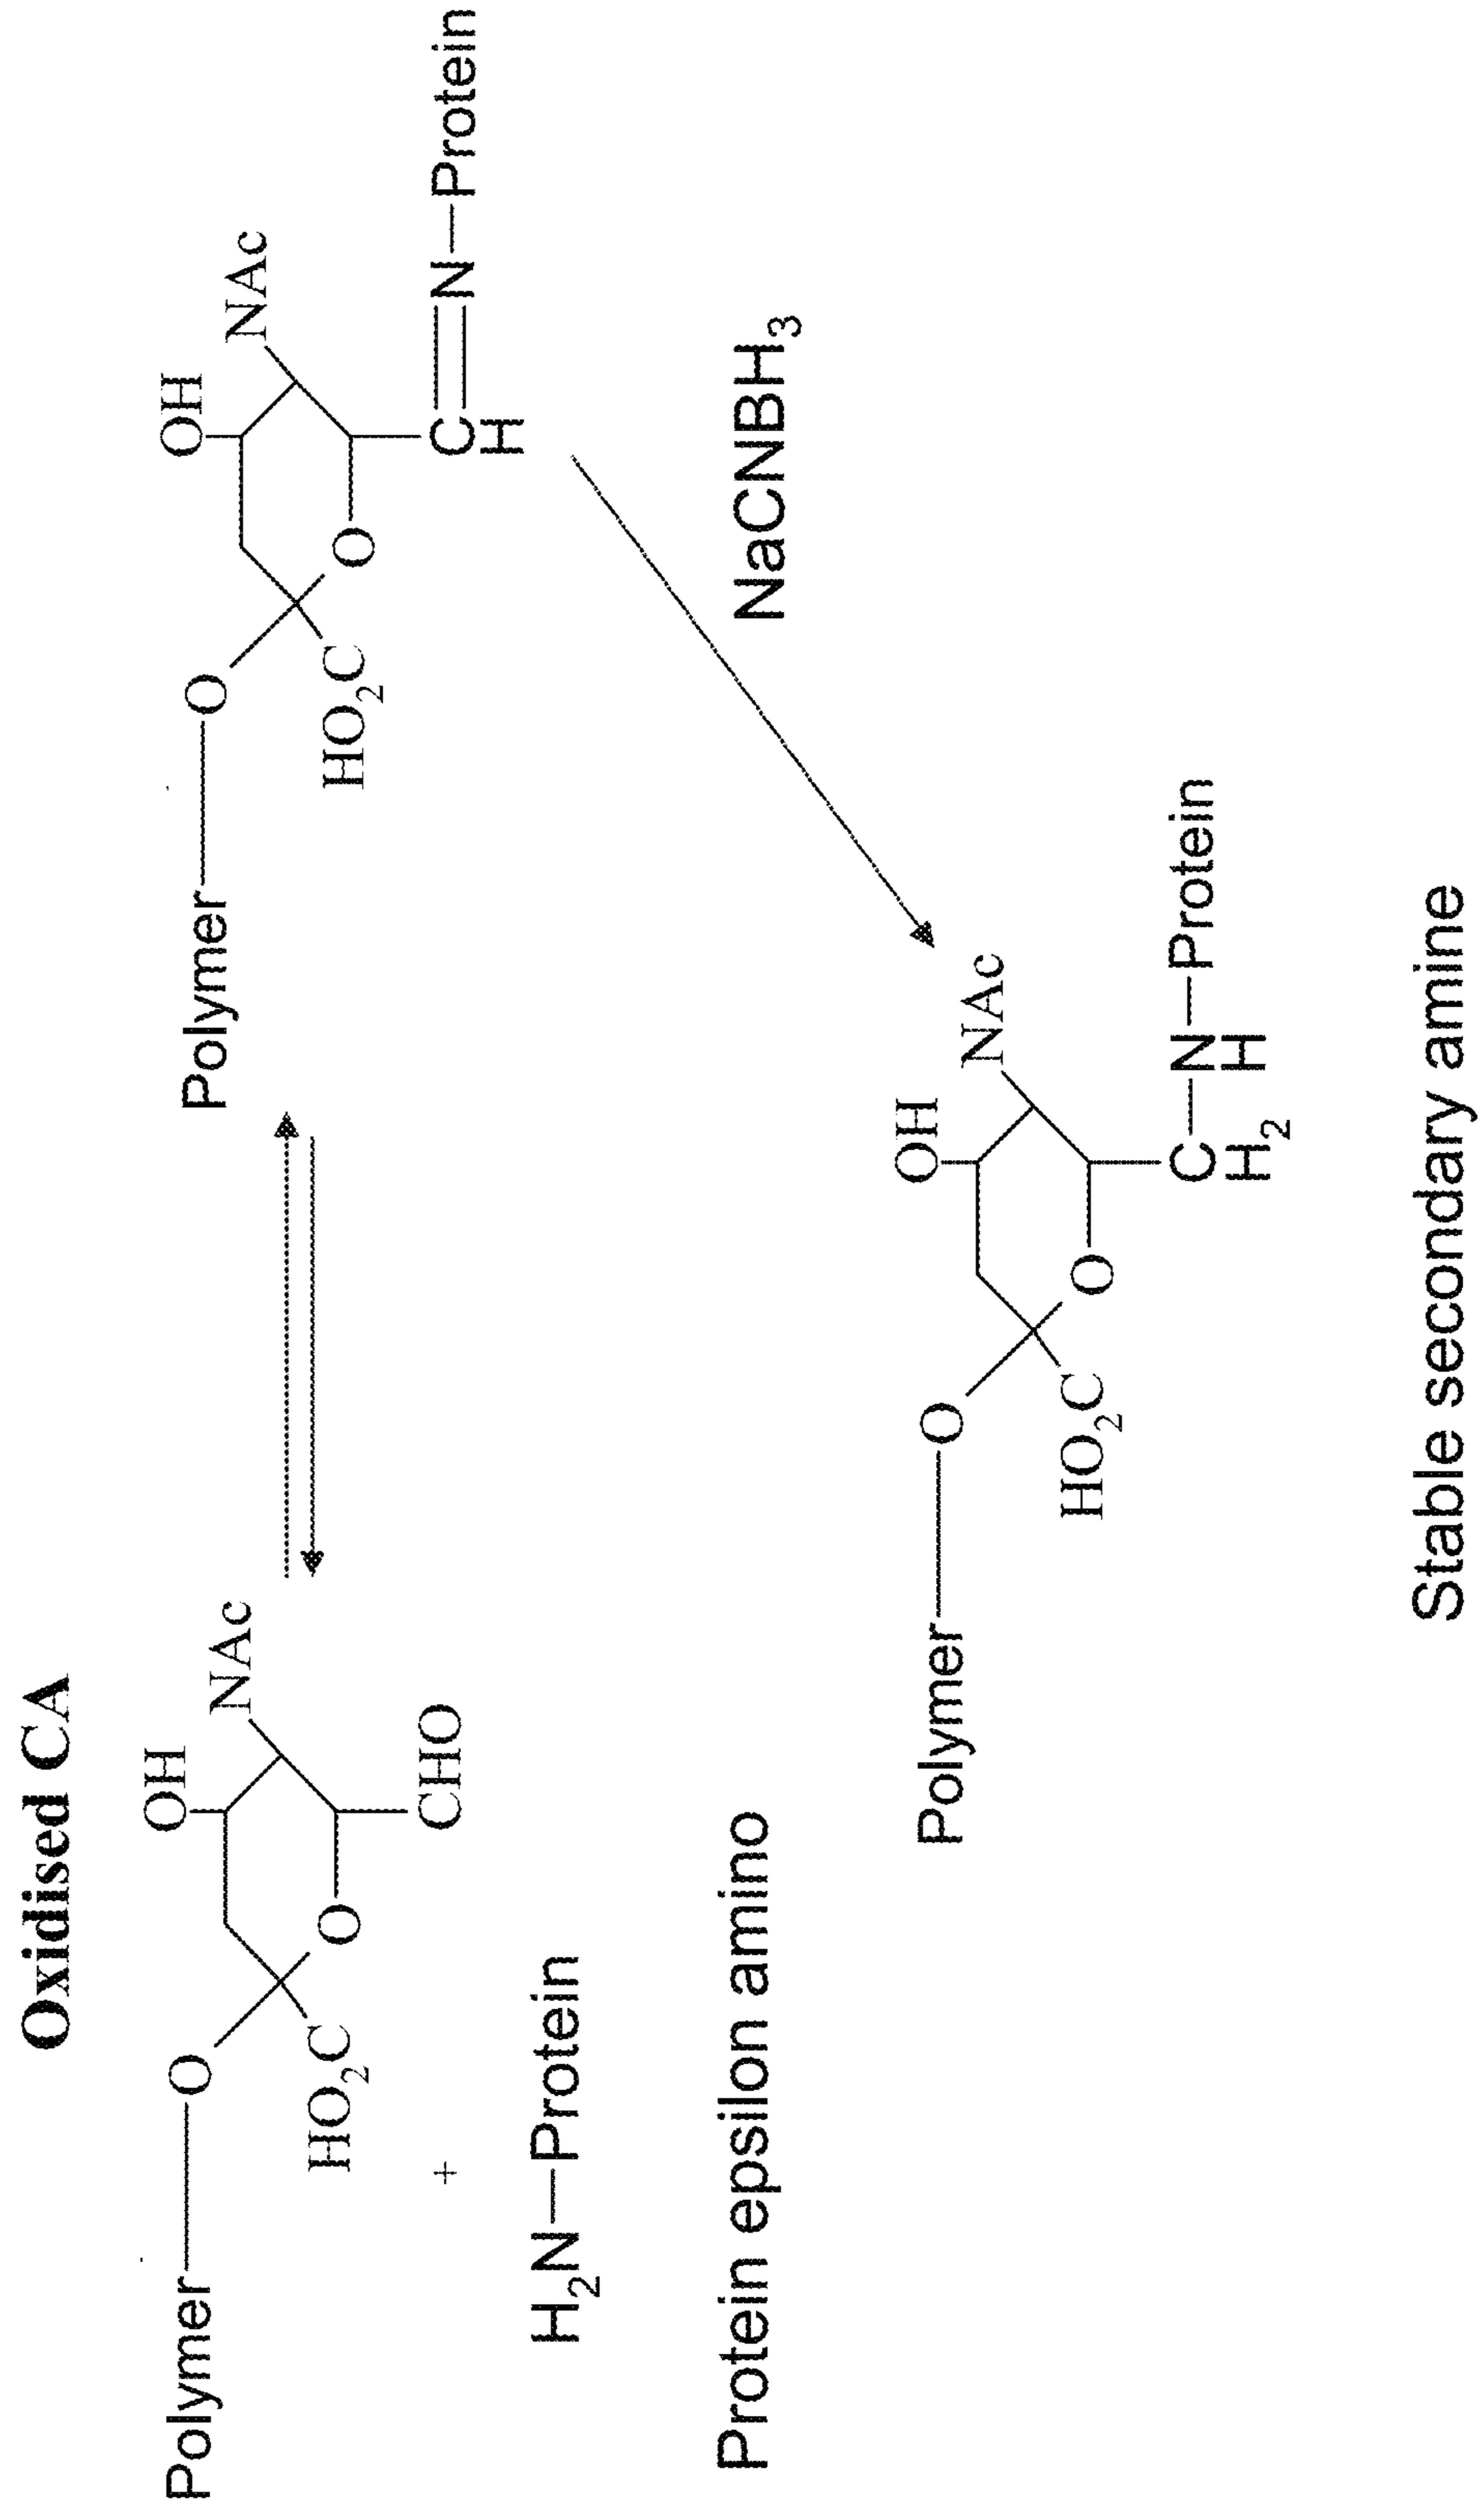 Oxidised CA
OH
NAc
Polymer
O
HO2C
O
CHO
+
H2N—Protein
Protein epsilon amino
OH
NAc
Polymer
O
HO2C
O
C=N—Protein
H
NaCNBH3
OH
NAc
Polymer
O
HO2C
O
C—N—Protein
H2 H
Stable secondary amine